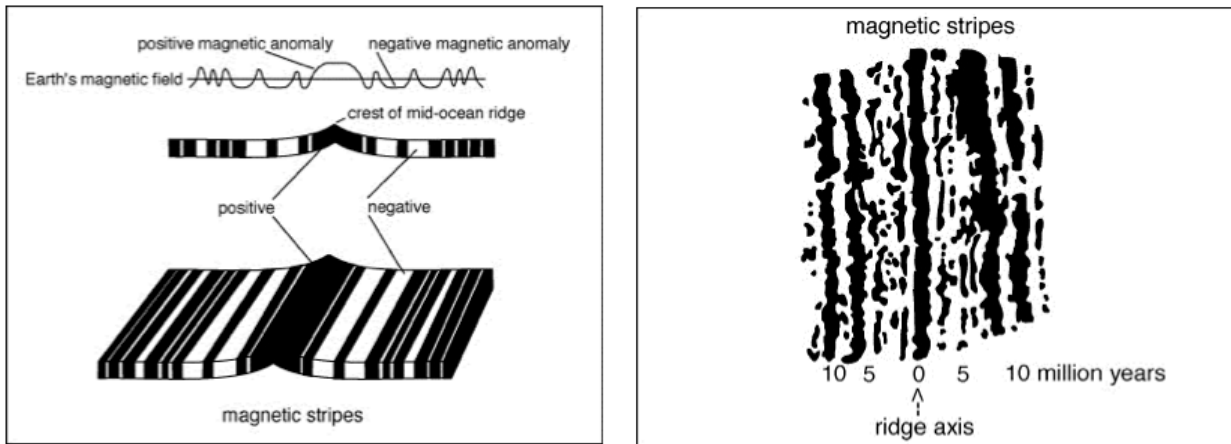 positive magnetic anomaly
negative magnetic anomaly
Earth's magnetic field
crest of mid-ocean ridge
positive
negative
magnetic stripes
magnetic stripes
10 5 0 5 10 million years
ridge axis